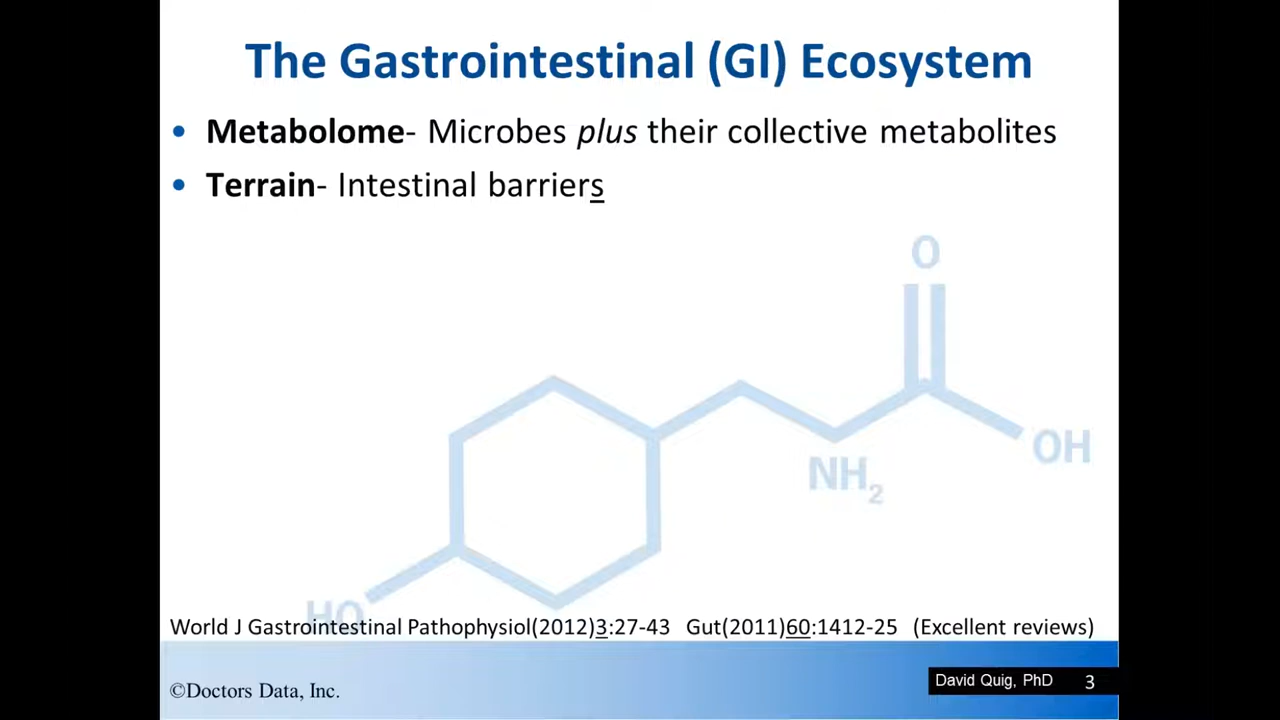 The Gastrointestinal (GI) Ecosystem
• Metabolome- Microbes plus their collective metabolites
• Terrain- Intestinal barriers
O
OH
NH₂
HO
World J Gastrointestinal Pathophysiol(2012)3:27-43 Gut(2011)60:1412-25 (Excellent reviews)
©Doctors Data, Inc.
David Quig, PhD 3